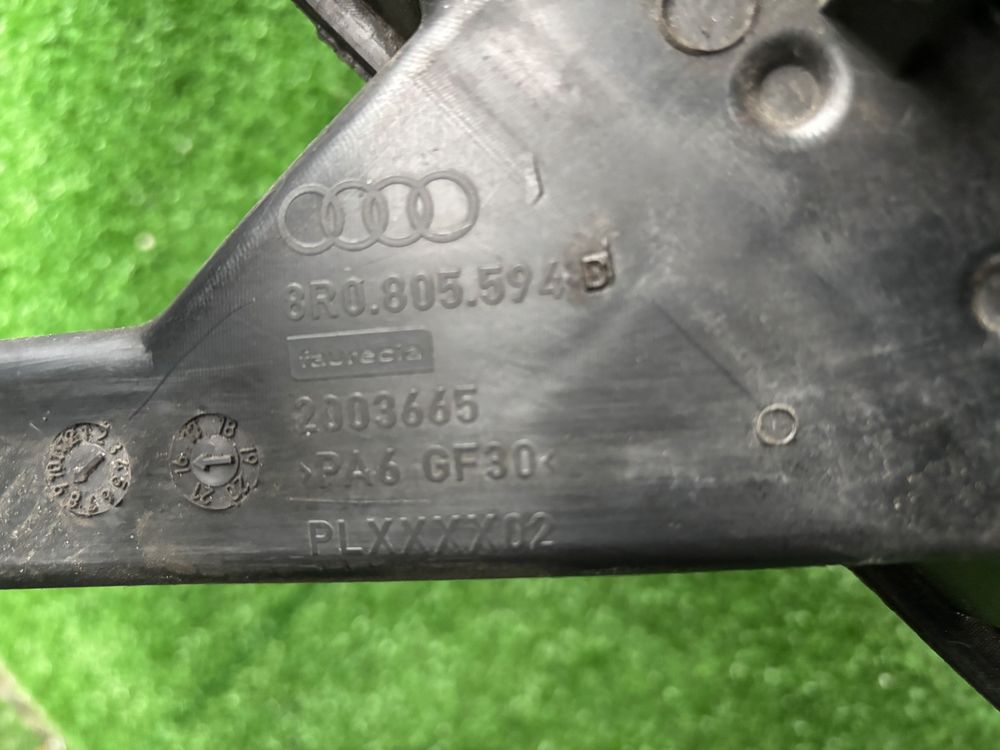 8R0.805.594 D
faurecia
2003665
>PA6 GF30<
PLXXXX02